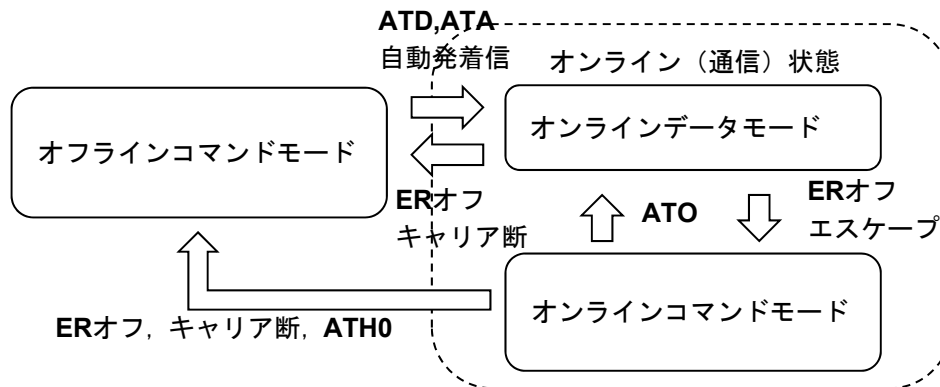 ATD,ATA
自動発着信
オンライン（通信）状態
オフラインコマンドモード
オンラインデータモード
ERオフ
キャリア断
ATO
ERオフ
エスケープ
オンラインコマンドモード
ERオフ, キャリア断, ATH0